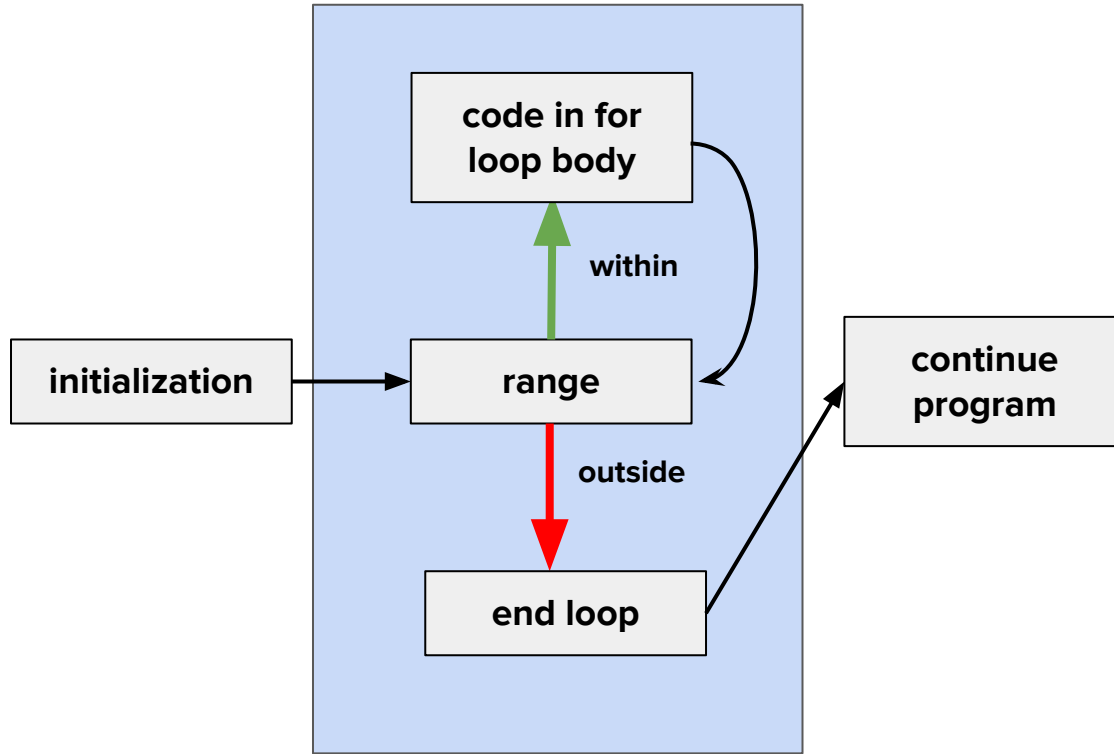 code in for
loop body
within
initialization
range
continue
program
outside
end loop